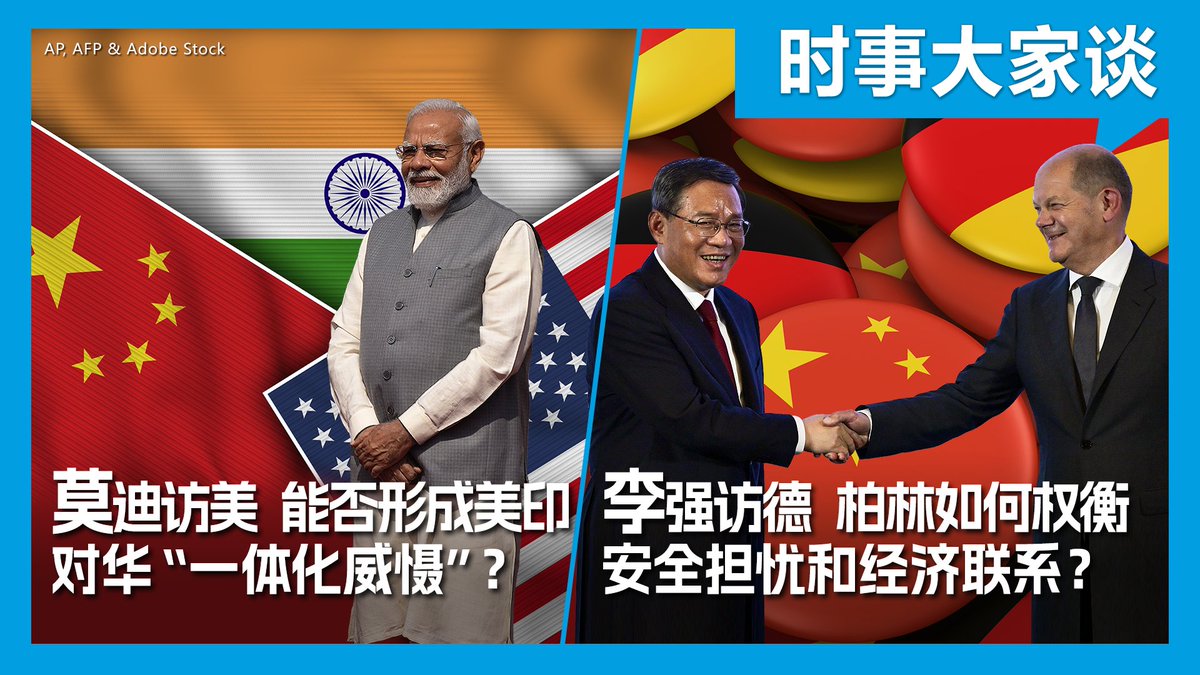 AP, AFP & Adobe Stock
时事大家谈
莫迪访美 能否形成美印
对华“一体化威慑”？
李强访德 柏林如何权衡
安全担忧和经济联系？